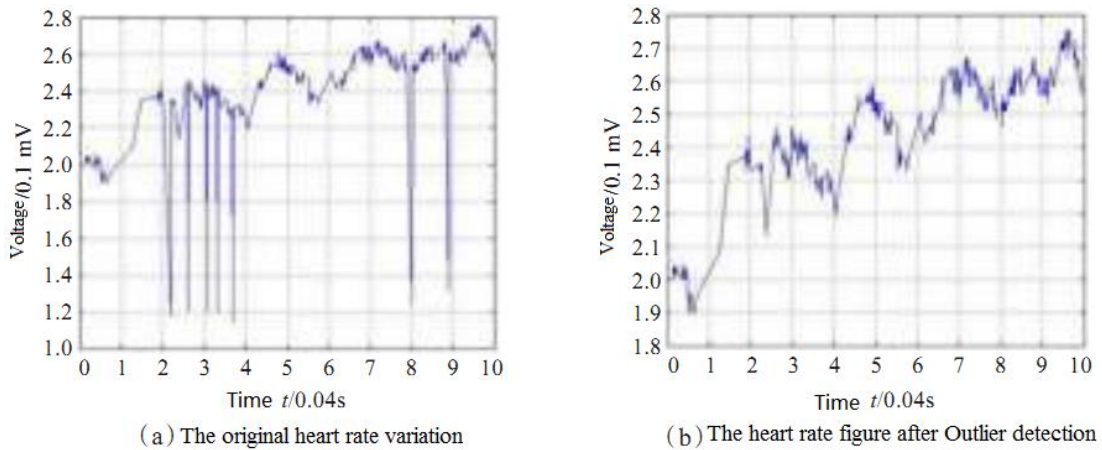 2.8
2.6
2.4
2.2
2.0
1.8
1.6
1.4
1.2
1.0
Voltage/0.1 mV
0 1 2 3 4 5 6 7 8 9 10
Time t/0.04s
(a) The original heart rate variation
2.8
2.7
2.6
2.5
2.4
2.3
2.2
2.1
2.0
1.9
1.8
Voltage/0.1 mV
0 1 2 3 4 5 6 7 8 9 10
Time t/0.04s
(b) The heart rate figure after Outlier detection